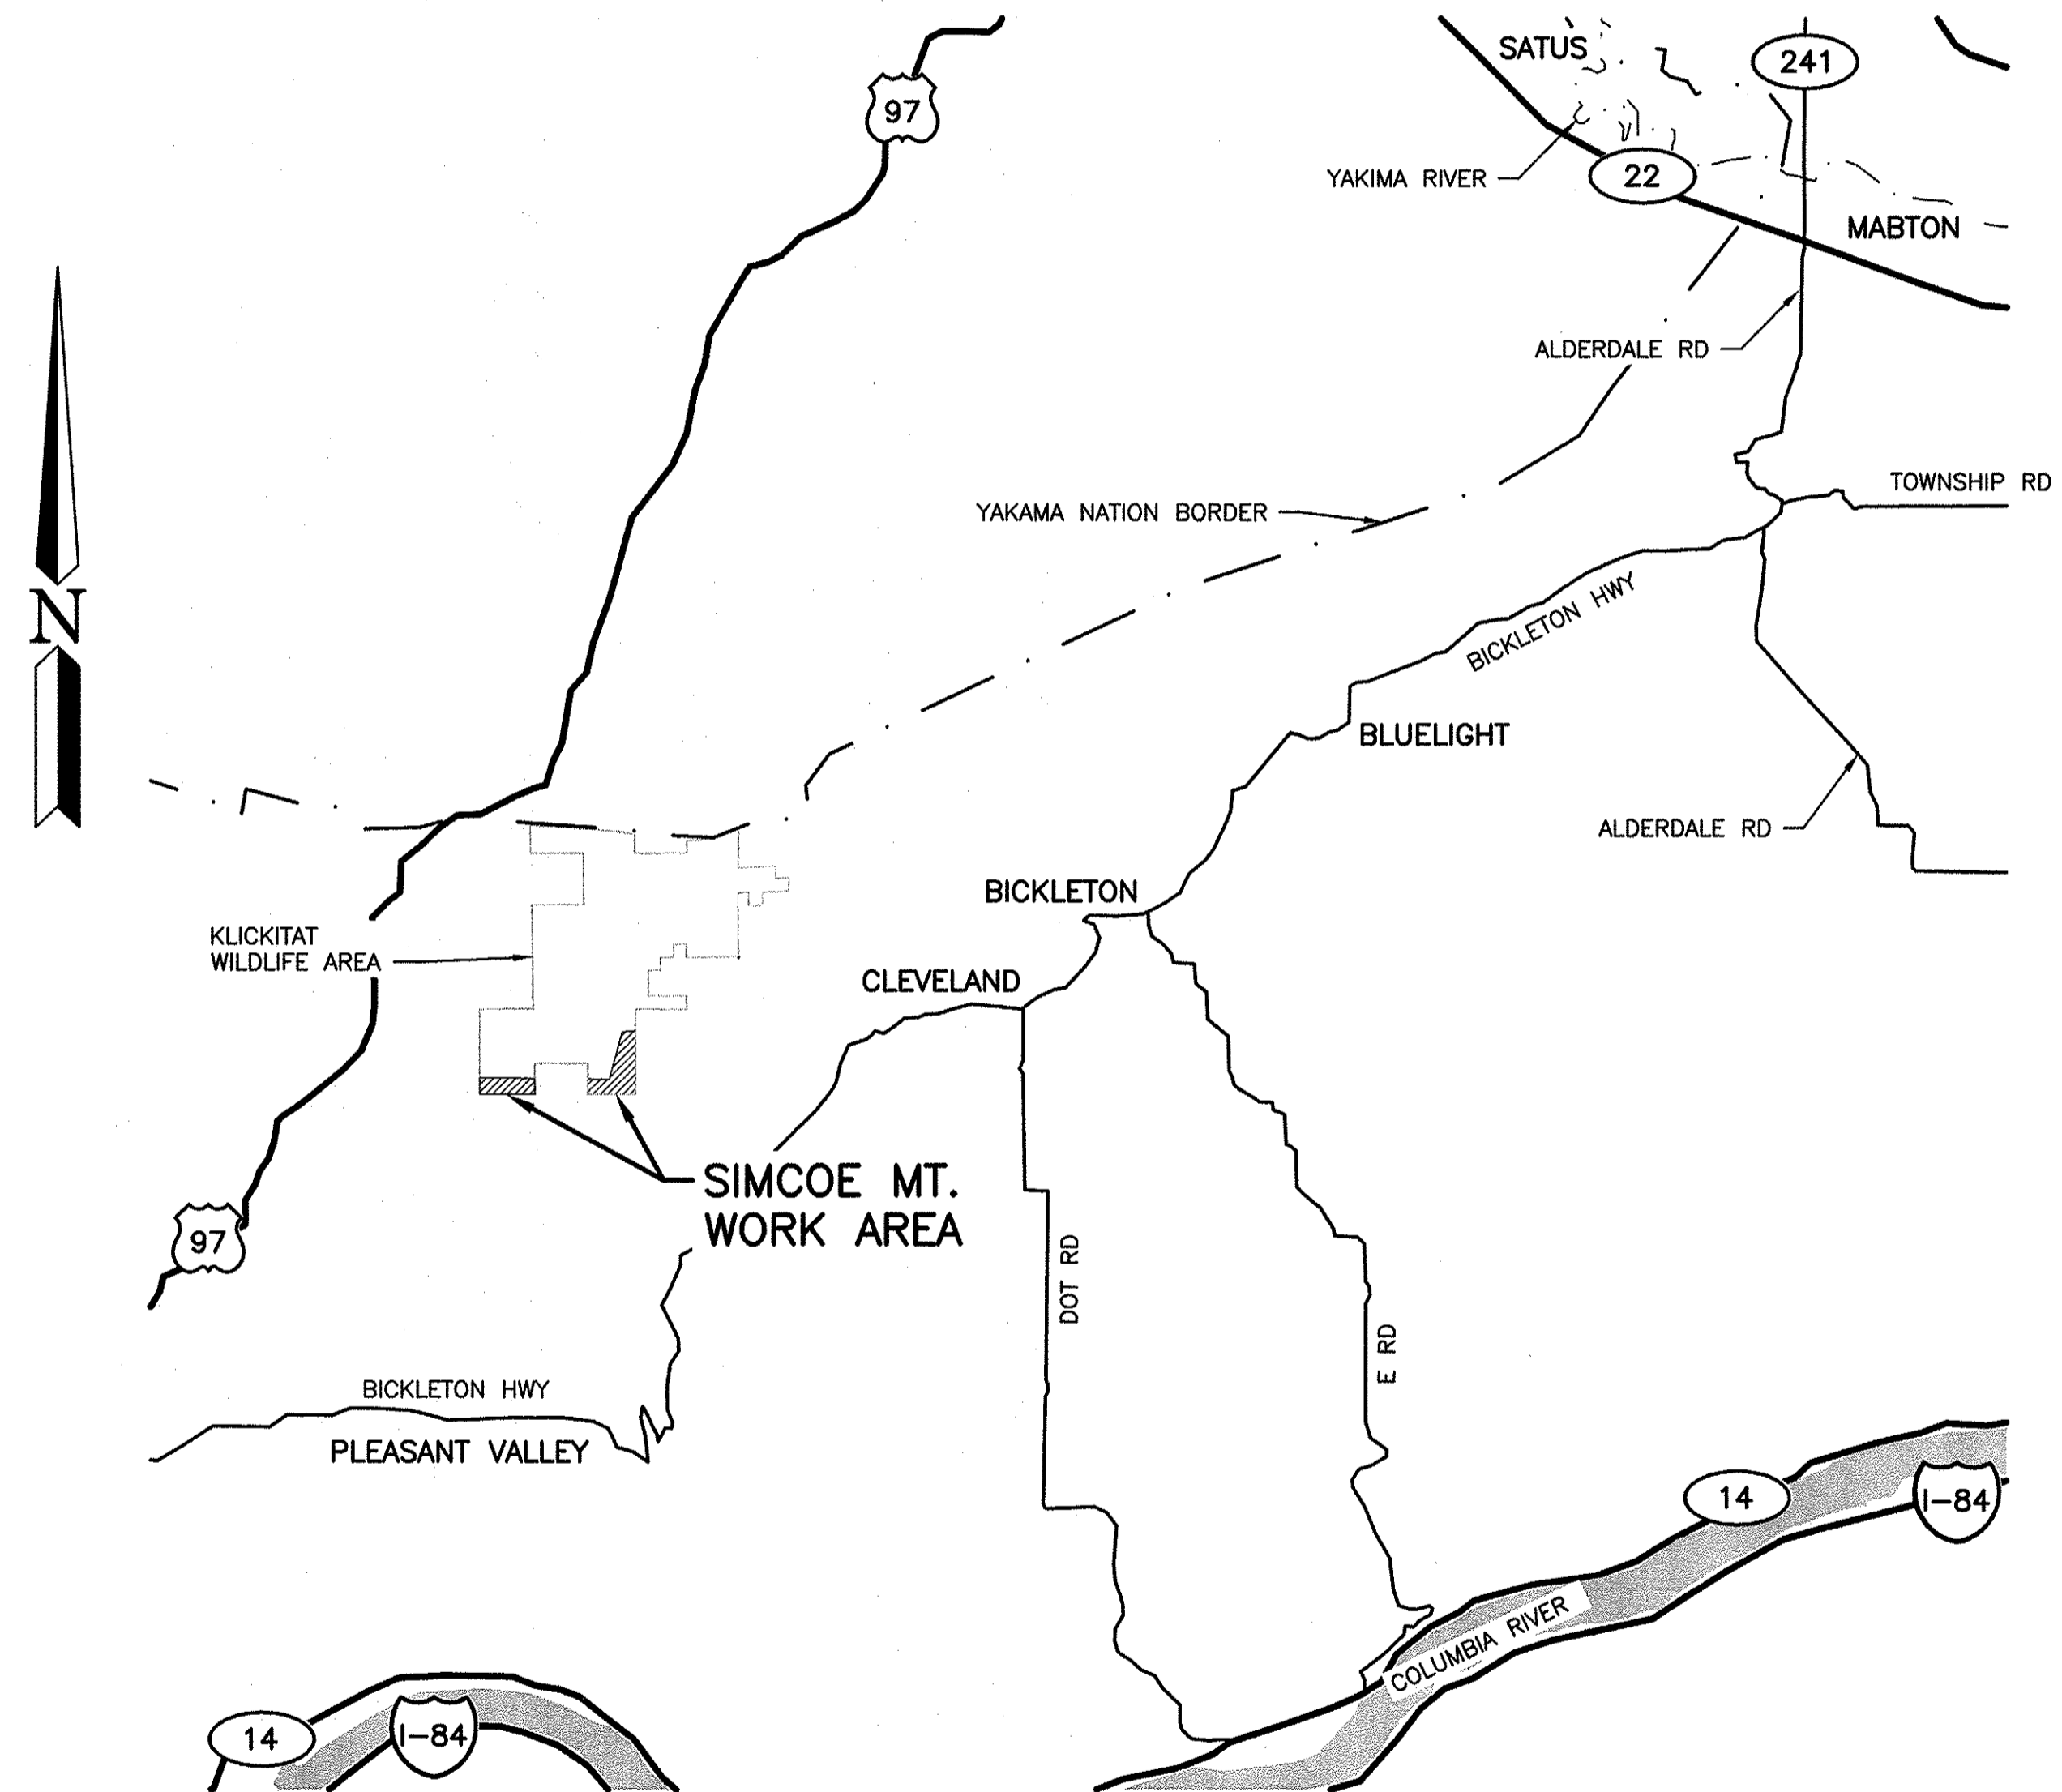 SATUS
241
97
YAKIMA RIVER
22
MABTON
ALDERDALE RD
TOWNSHIP RD
YAKAMA NATION BORDER
N
BICKLETON HWY
BLUELIGHT
ALDERDALE RD
BICKLETON
KLICKITAT
WILDLIFE AREA
CLEVELAND
SIMCOE MT.
WORK AREA
97
DOT RD
E RD
BICKLETON HWY
PLEASANT VALLEY
14
I-84
COLUMBIA RIVER
14
I-84